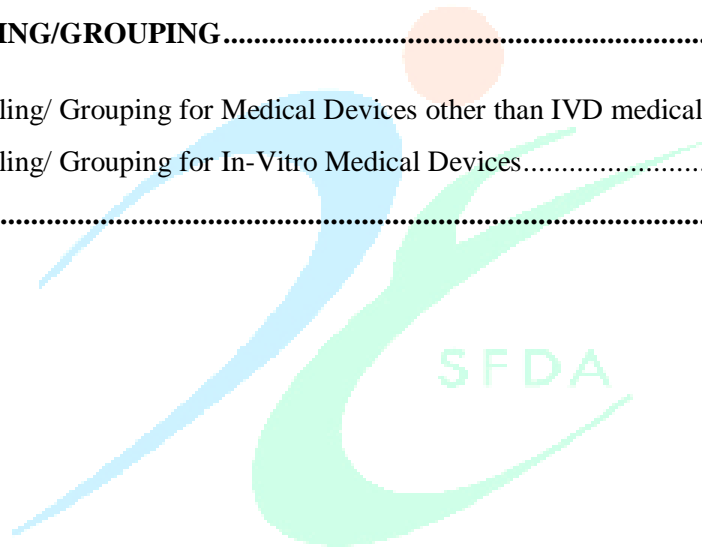 ING/GROUPING................................................................
ling/ Grouping for Medical Devices other than IVD medical
ling/ Grouping for In-Vitro Medical Devices.......................
................................................................................................
SFDA